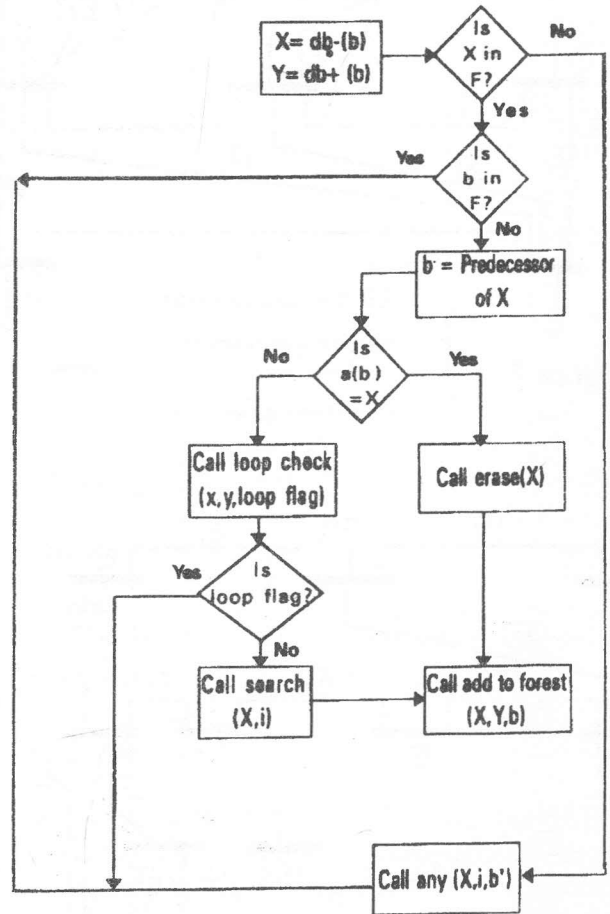 X= db-(b)
Y= db+ (b)
Is
X in
F?
No
Yes
Is
b in
F?
Yes
No
b' = Predecessor
of X
Is
a(b)
=X
No
Yes
Call loop check
(x,y,loop flag)
Call erase(X)
Is
loop flag?
Yes
No
Call search
(X,i)
Call add to forest
(X,Y,b)
Call any (X,i,b')